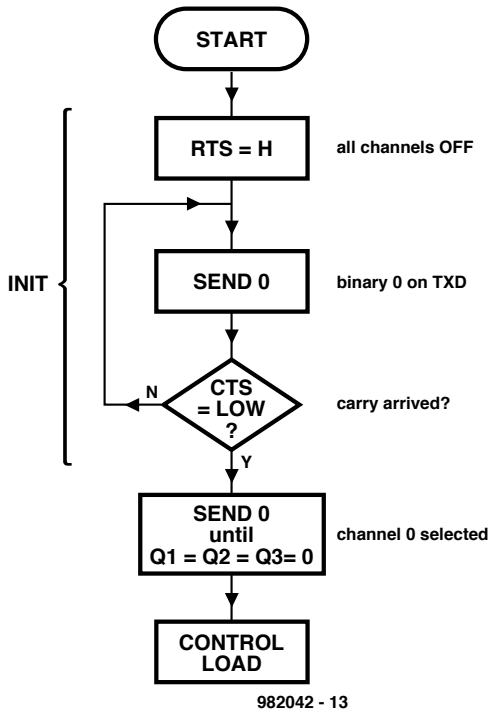 START
RTS = H
all channels OFF
INIT
SEND 0
binary 0 on TXD
CTS
= LOW
?
N
carry arrived?
Y
SEND 0
until
Q1 = Q2 = Q3= 0
channel 0 selected
CONTROL
LOAD
982042 - 13